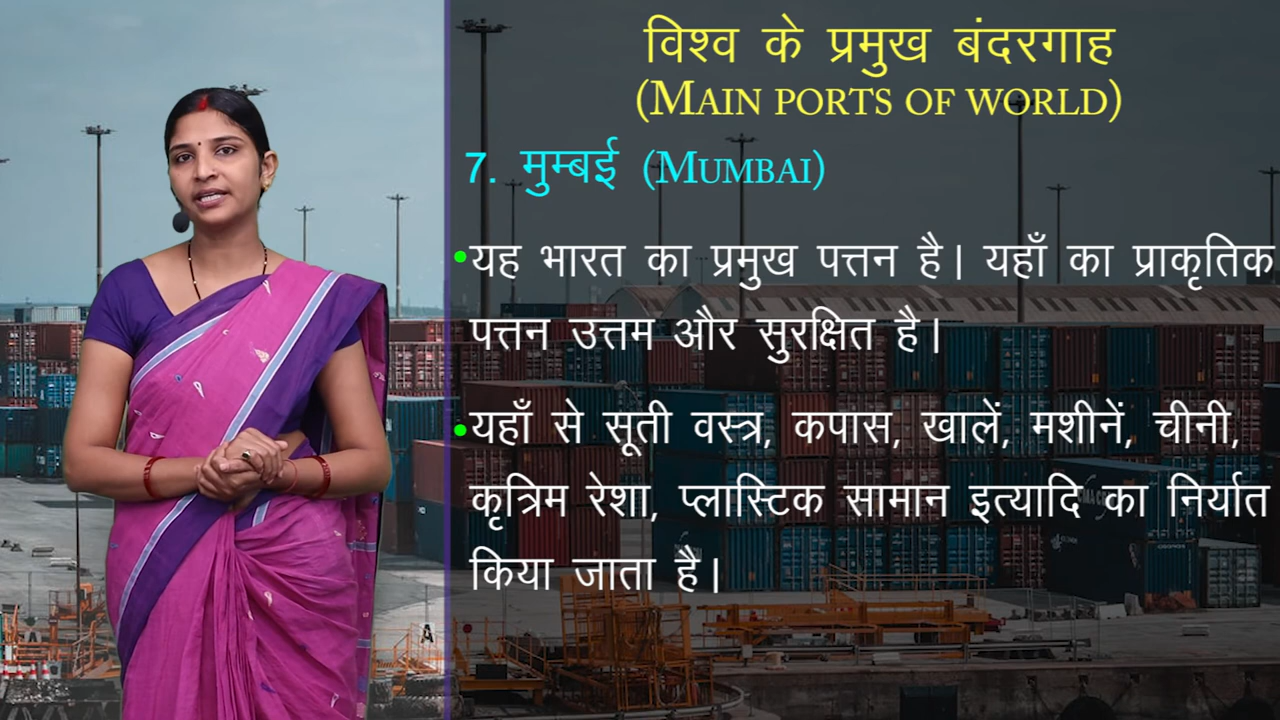 विश्व के प्रमुख बंदरगाह
(MAIN PORTS OF WORLD)
7. मुम्बई (MUMBAI)
•यह भारत का प्रमुख पत्तन है। यहाँ का प्राकृतिक
पत्तन उत्तम और सुरक्षित है।
•यहाँ से सूती वस्त्र, कपास, खालें, मशीनें, चीनी,
कृत्रिम रेशा, प्लास्टिक सामान इत्यादि का निर्यात
किया जाता है।